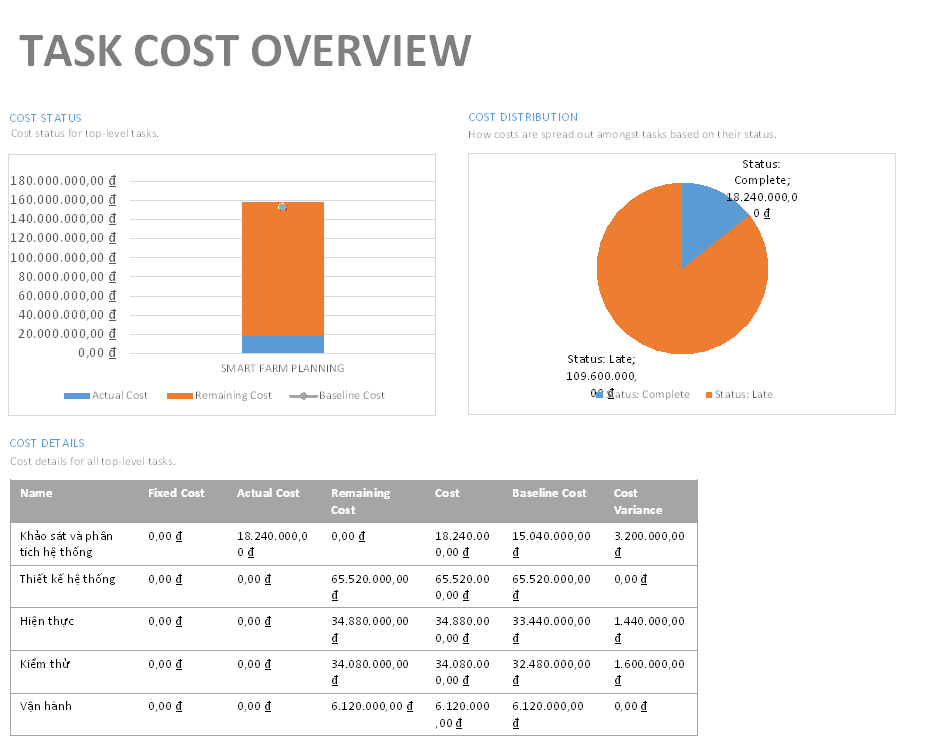 TASK COST OVERVIEW
COST STATUS
Cost status for top-level tasks.
180.000.000,00 ₫
160.000.000,00 ₫
140.000.000,00 ₫
120.000.000,00 ₫
100.000.000,00 ₫
80.000.000,00 ₫
60.000.000,00 ₫
40.000.000,00 ₫
20.000.000,00 ₫
0,00 ₫
SMART FARM PLANNING
Actual Cost Remaining Cost Baseline Cost
COST DISTRIBUTION
How costs are spread out amongst tasks based on their status.
Status:
Complete;
18.240.000,0
0 ₫
Status: Late;
109.600.000,
00 ₫
Status: Complete Status: Late
COST DETAILS
Cost details for all top-level tasks.
Name Fixed Cost Actual Cost Remaining Cost Baseline Cost Cost
Cost Variance
Khảo sát và phân 0,00 ₫ 18.240.000,0 0,00 ₫ 18.240.00 15.040.000,00 3.200.000,00
tích hệ thống 0 ₫ 0,00 ₫ ₫ ₫
Thiết kế hệ thống 0,00 ₫ 0,00 ₫ 65.520.000,00 65.520.00 65.520.000,00 0,00 ₫
₫ 0,00 ₫ ₫
Hiện thực 0,00 ₫ 0,00 ₫ 34.880.000,00 34.880.00 33.440.000,00 1.440.000,00
₫ 0,00 ₫ ₫ ₫
Kiểm thử 0,00 ₫ 0,00 ₫ 34.080.000,00 34.080.00 32.480.000,00 1.600.000,00
₫ 0,00 ₫ ₫ ₫
Vận hành 0,00 ₫ 0,00 ₫ 6.120.000,00 ₫ 6.120.000 6.120.000,00 0,00 ₫
,00 ₫ ₫